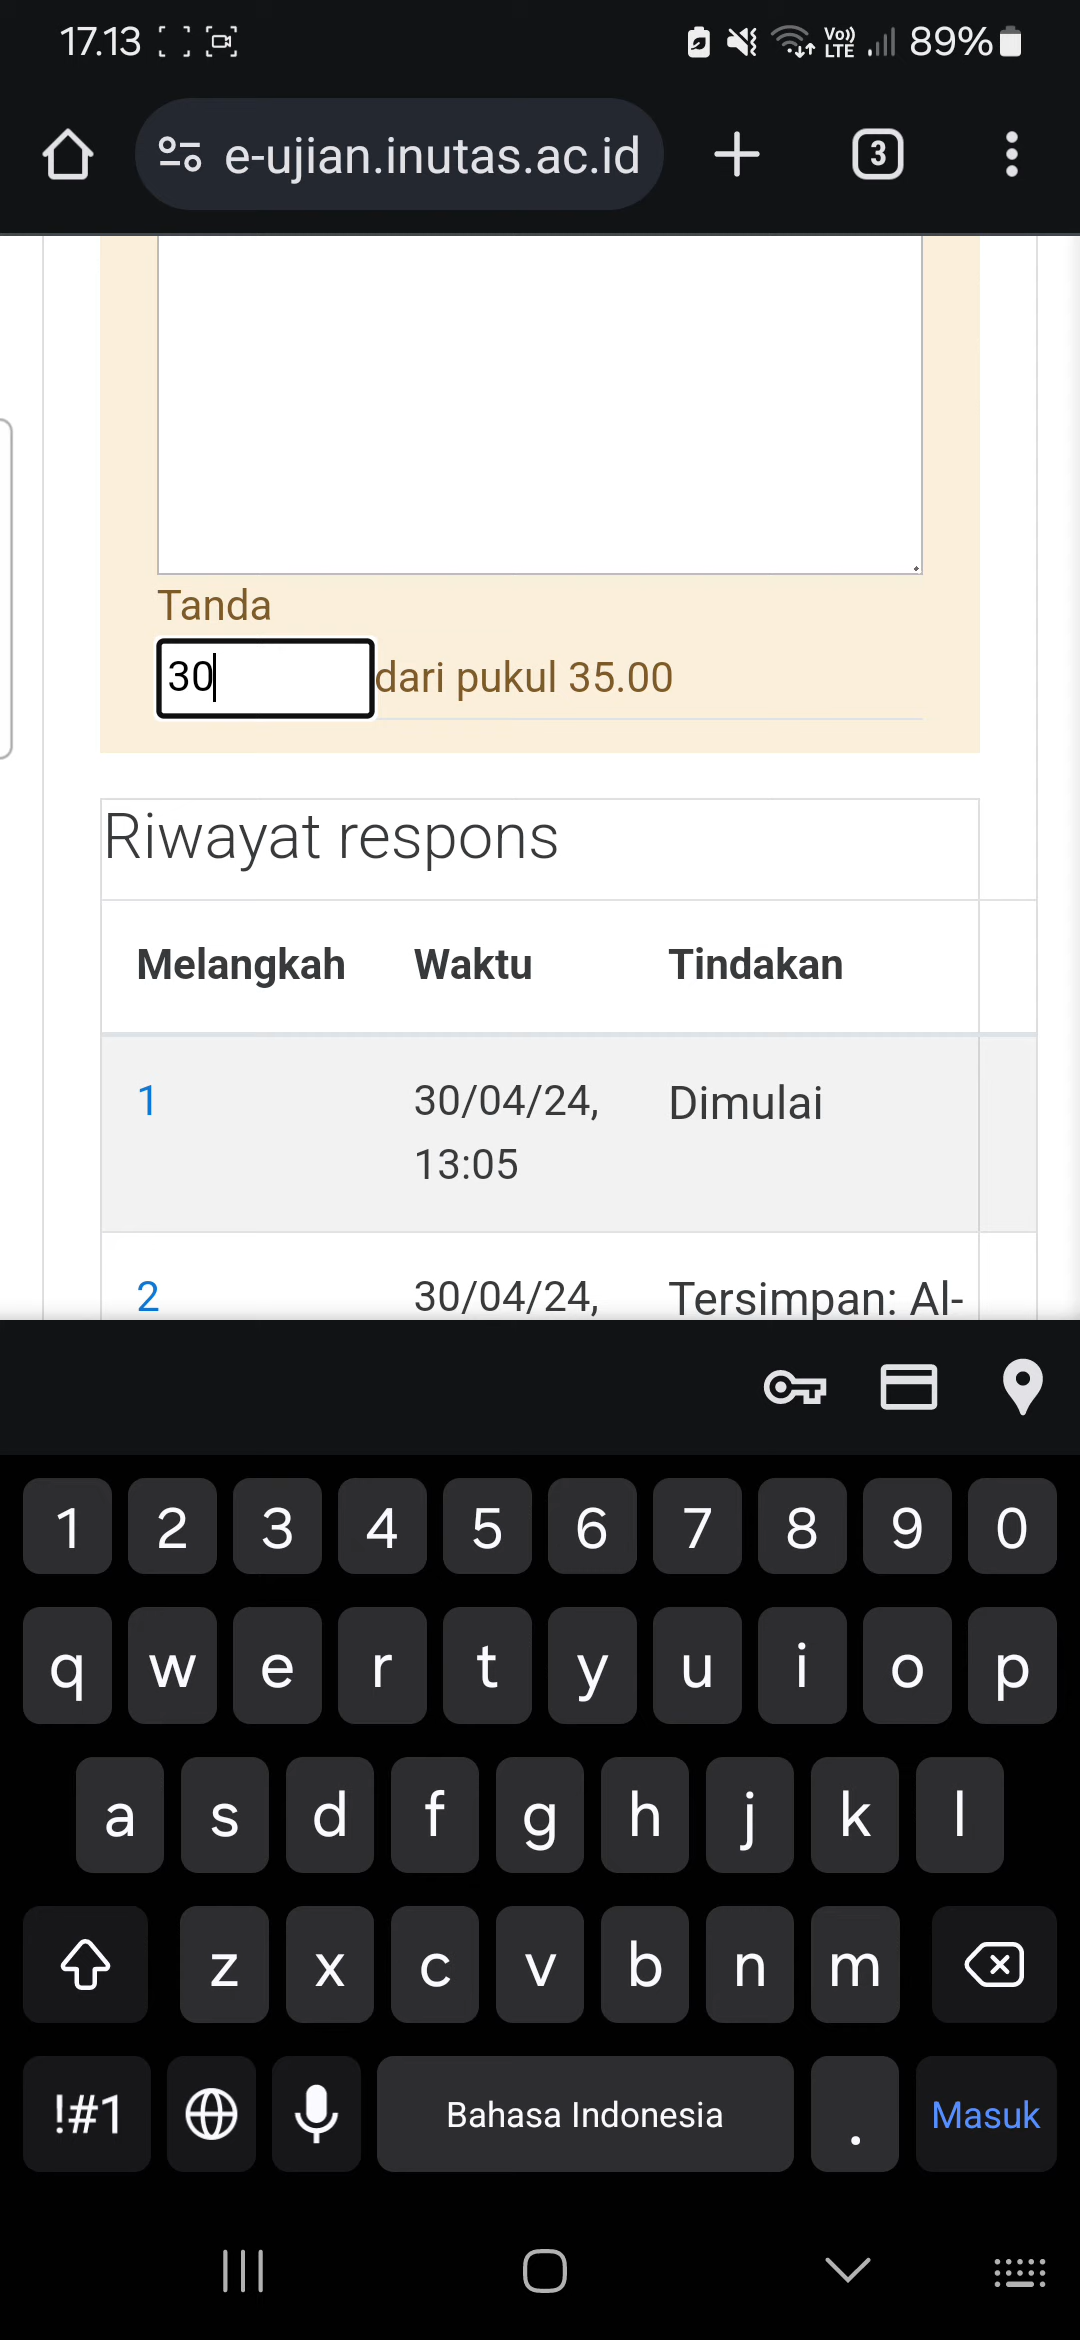 17.13 Vo)) LTE 89%
e-ujian.inutas.ac.id 3
Tanda
30 dari pukul 35.00
Riwayat respons
Melangkah Waktu Tindakan
1 30/04/24, Dimulai
13:05
2 30/04/24, Tersimpan: Al-
1 2 3 4 5 6 7 8 9 0
q w e r t y u i o p
a s d f g h j k l
z x c v b n m
!#1 Bahasa Indonesia . Masuk